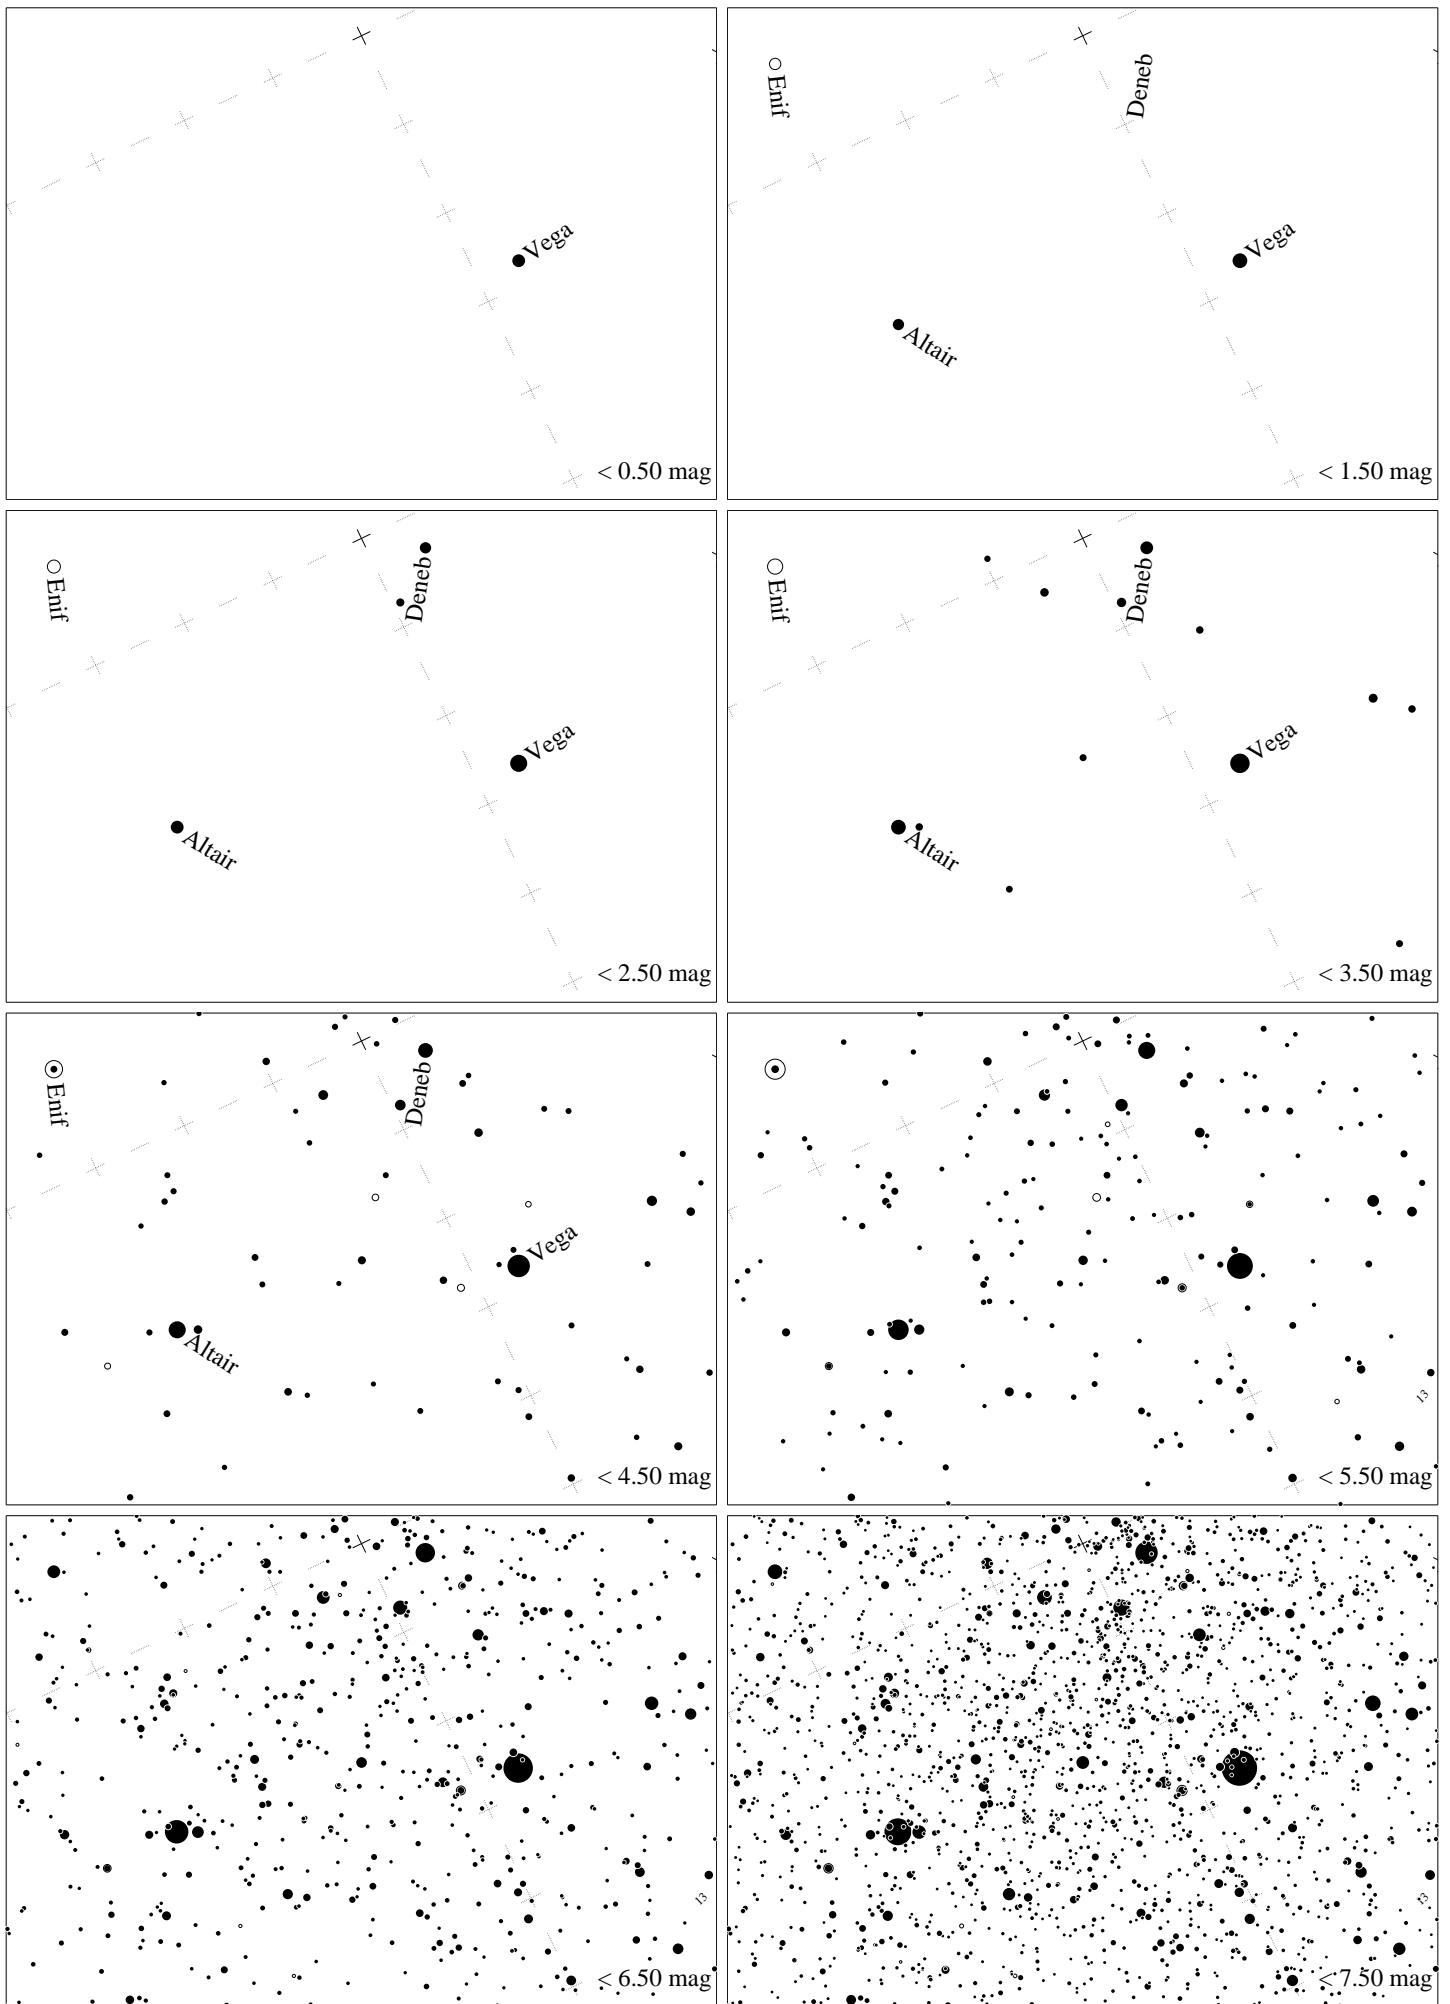 Vega
< 0.50 mag
Enif
Deneb
Vega
Altair
< 1.50 mag
Enif
Deneb
Vega
Altair
< 2.50 mag
Enif
Deneb
Vega
Altair
< 3.50 mag
Enif
Deneb
Vega
Altair
< 4.50 mag
13
< 5.50 mag
13
< 6.50 mag
13
< 7.50 mag